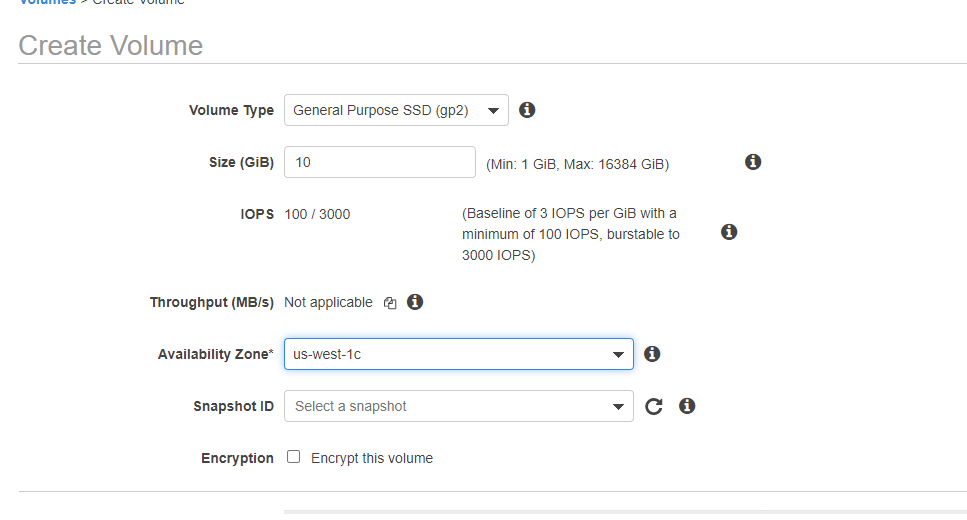 Volumes > Create Volume
Create Volume
Volume Type General Purpose SSD (gp2)
Size (GiB) 10 (Min: 1 GiB, Max: 16384 GiB)
IOPS 100 / 3000 (Baseline of 3 IOPS per GiB with a
minimum of 100 IOPS, burstable to
3000 IOPS)
Throughput (MB/s) Not applicable
Availability Zone* us-west-1c
Snapshot ID Select a snapshot
Encryption Encrypt this volume